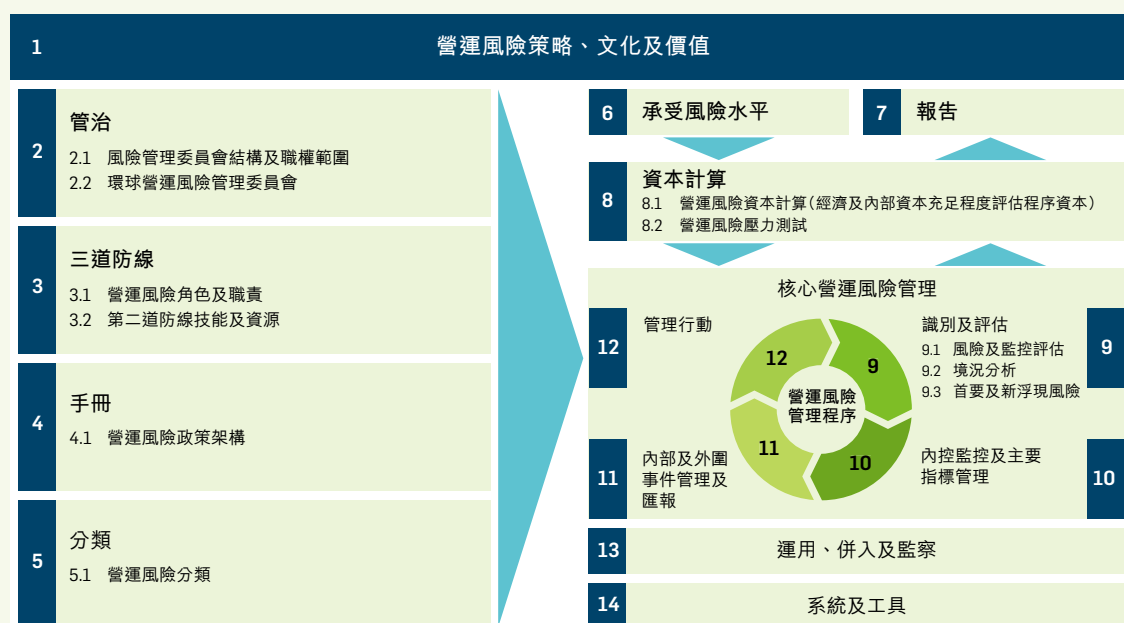 1 營運風險策略、文化及價值
2 管治
2.1 風險管理委員會結構及職權範圍
2.2 環球營運風險管理委員會
3 三道防線
3.1 營運風險角色及職責
3.2 第二道防線技能及資源
4 手冊
4.1 營運風險政策架構
5 分類
5.1 營運風險分類
6 承受風險水平
7 報告
8 資本計算
8.1 營運風險資本計算(經濟及內部資本充足程度評估程序資本)
8.2 營運風險壓力測試
核心營運風險管理
12 管理行動
識別及評估 9
9.1 風險及監控評估
9.2 境況分析
9.3 首要及新浮現風險
12
9
營運風險
管理程序
11
10
11 內部及外圍
事件管理及
匯報
內控監控及主要 10
指標管理
13 運用、併入及監察
14 系統及工具